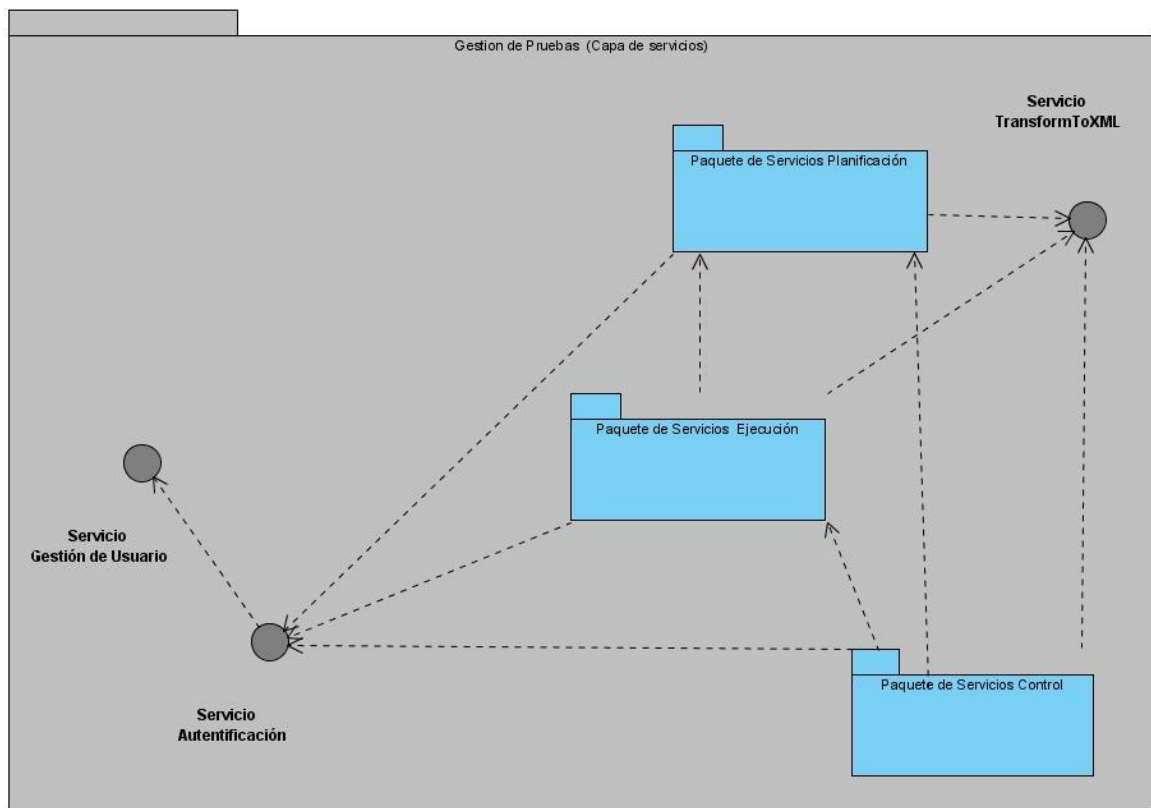 Gestion de Pruebas (Capa de servicios)
Servicio
TransformToXML
Paquete de Servicios Planificación
Paquete de Servicios Ejecución
Servicio
Gestión de Usuario
Paquete de Servicios Control
Servicio
Autentificación